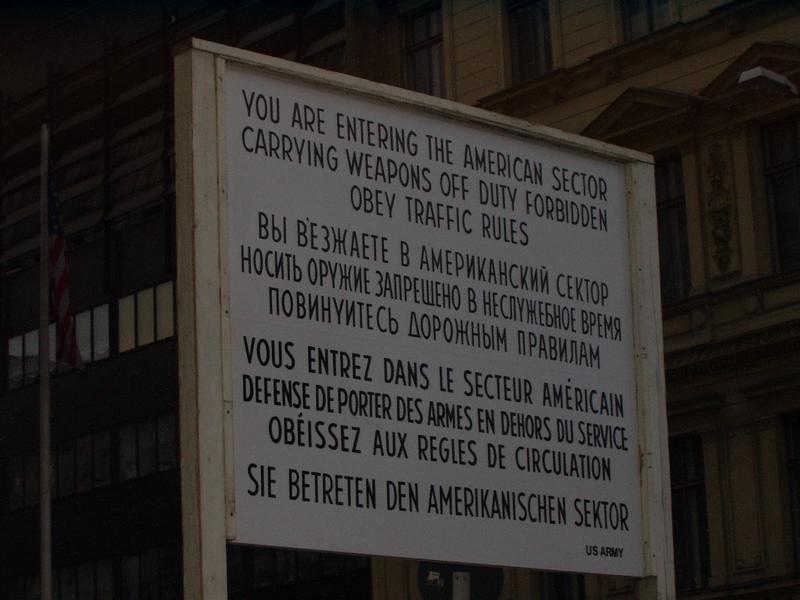 YOU ARE ENTERING THE AMERICAN SECTOR
CARRYING WEAPONS OFF DUTY FORBIDDEN
OBEY TRAFFIC RULES
ВЫ В'ЕЗЖАЕТЕ В АМЕРИКАНСКИЙ СЕКТОР
НОСИТЬ ОРУЖИЕ ЗАПРЕЩЕНО В НЕСЛУЖЕБНОЕ ВРЕМЯ
ПОВИНУЙТЕСЬ ДОРОЖНЫМ ПРАВИЛАМ
VOUS ENTREZ DANS LE SECTEUR AMÉRICAIN
DEFENSE DE PORTER DES ARMES EN DEHORS DU SERVICE
OBÉISSEZ AUX REGLES DE CIRCULATION
SIE BETRETEN DEN AMERIKANISCHEN SEKTOR
US ARMY